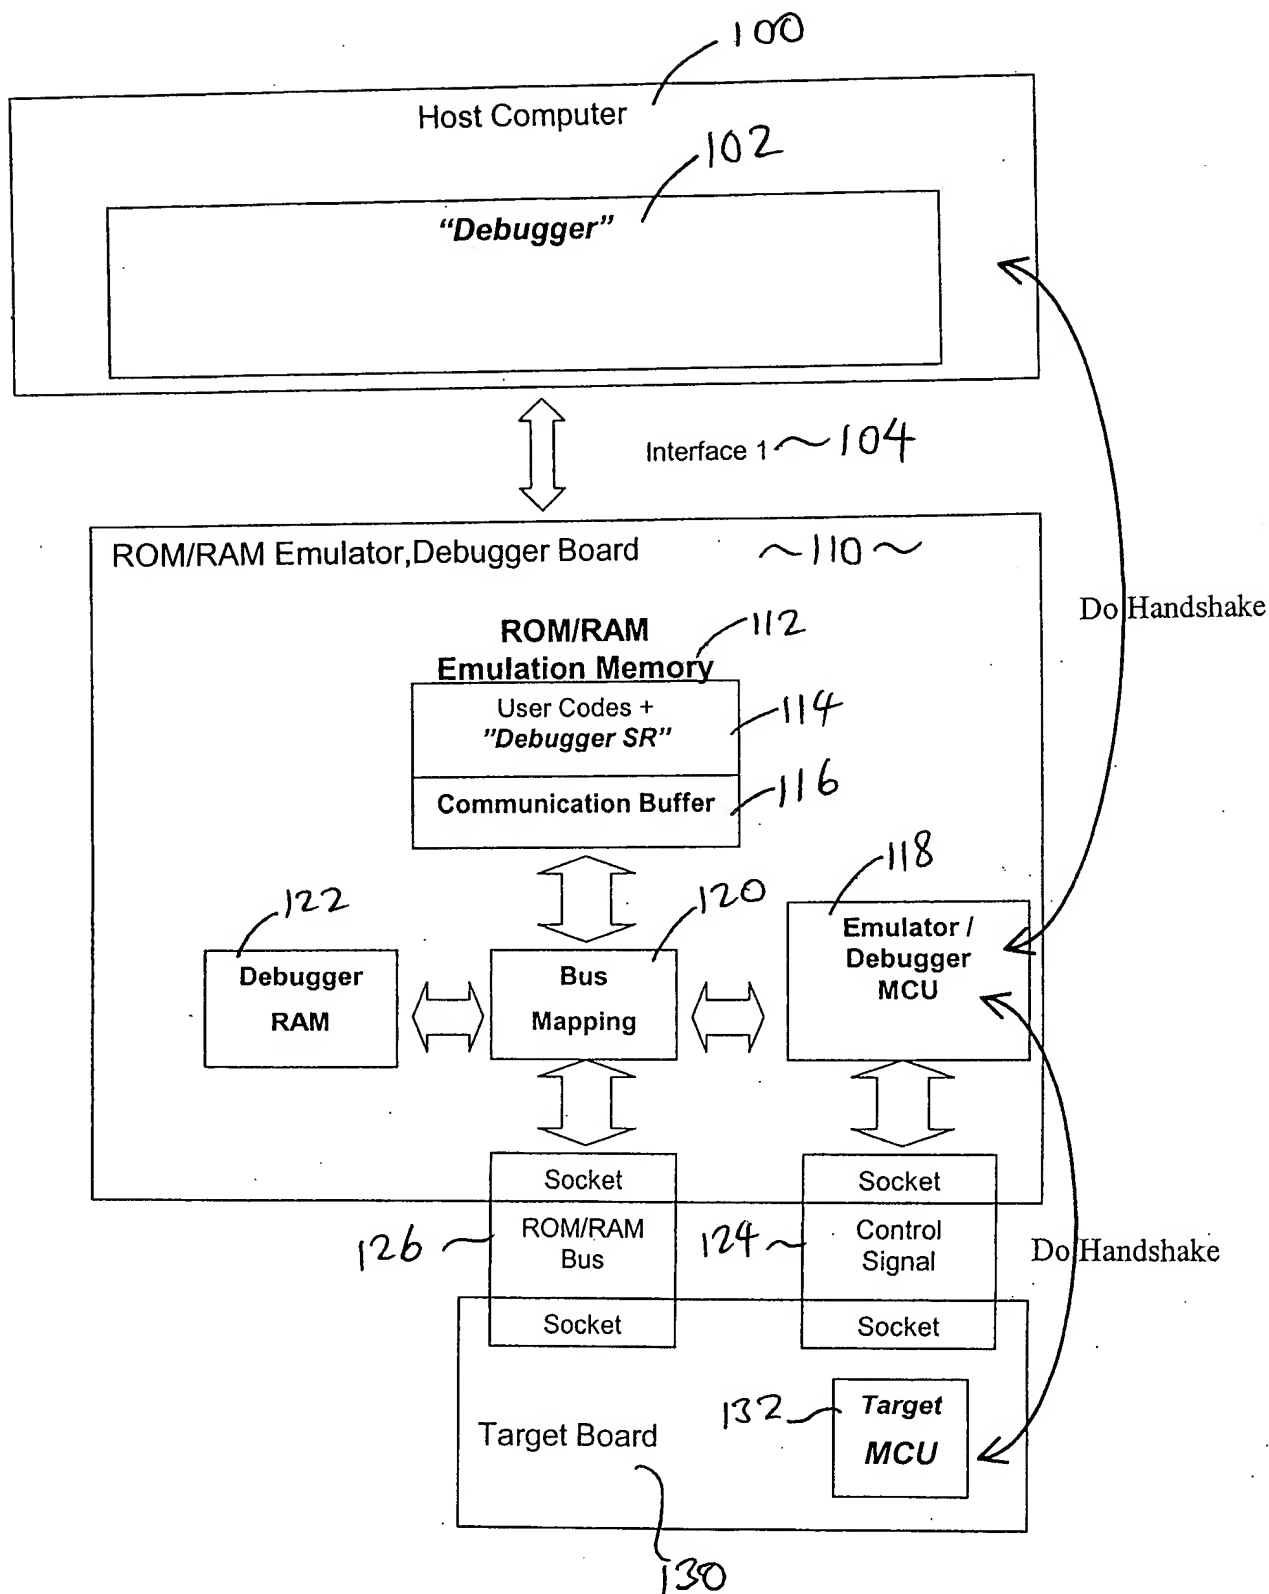 100
Host Computer
102
“Debugger”
Interface 1 ~ 104
ROM/RAM Emulator,Debugger Board ~110~
Do Handshake
ROM/RAM
Emulation Memory
112
User Codes +
”Debugger SR”
114
Communication Buffer
116
118
122
120
Emulator /
Debugger
MCU
Debugger
RAM
Bus
Mapping
Socket
Socket
126
ROM/RAM
Bus
124
Control
Signal
Do Handshake
Socket
Socket
132
Target
MCU
Target Board
130